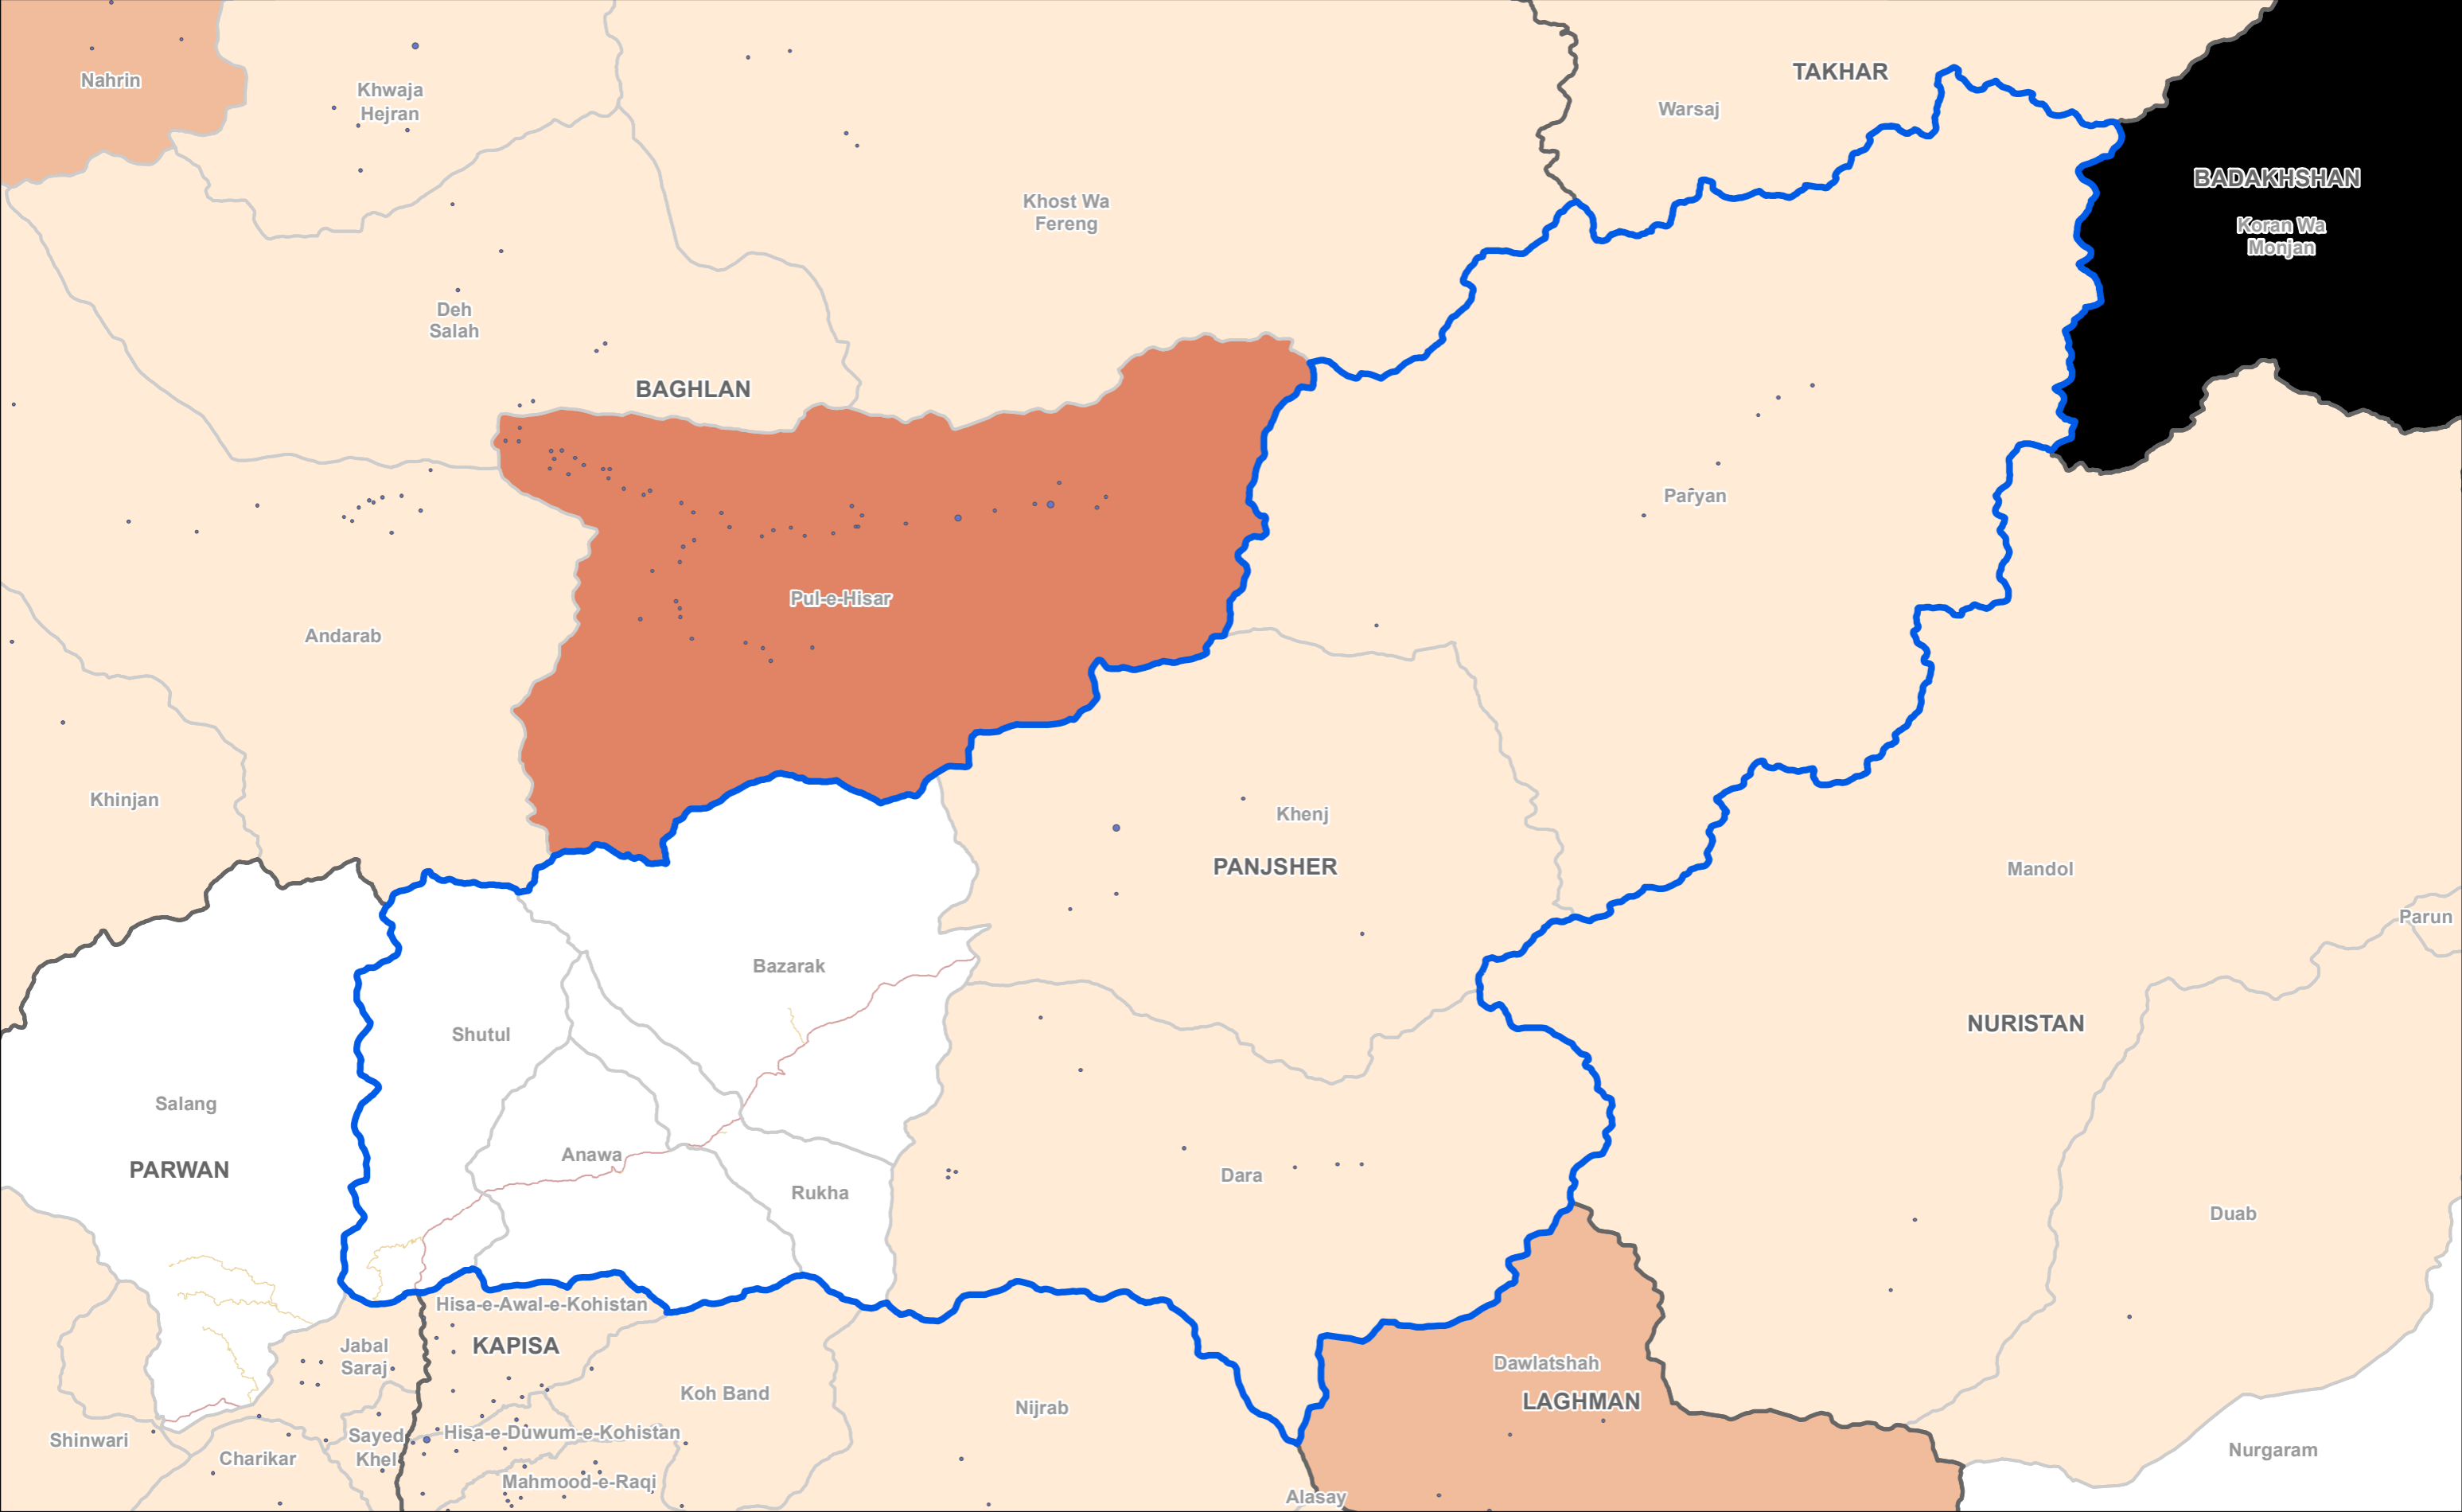 TAKHAR
Nahrin
Khwaja
Hejran
Warsaj
BADAKHSHAN
Koran Wa
Monjan
Khost Wa
Fereng
Deh
Salah
BAGHLAN
Paryan
Pul-e-Hisar
Andarab
Khinjan
Khenj
PANJSHER
Mandol
Parun
Bazarak
NURISTAN
Shutul
Salang
Anawa
PARWAN
Dara
Rukha
Duab
Hisa-e-Awal-e-Kohistan
Jabal
Saraj
KAPISA
Dawlatshah
LAGHMAN
Koh Band
Nijrab
Shinwari
Sayed
Khel
Hisa-e-Duwum-e-Kohistan
Charikar
Nurgaram
Mahmood-e-Raqi
Alasay